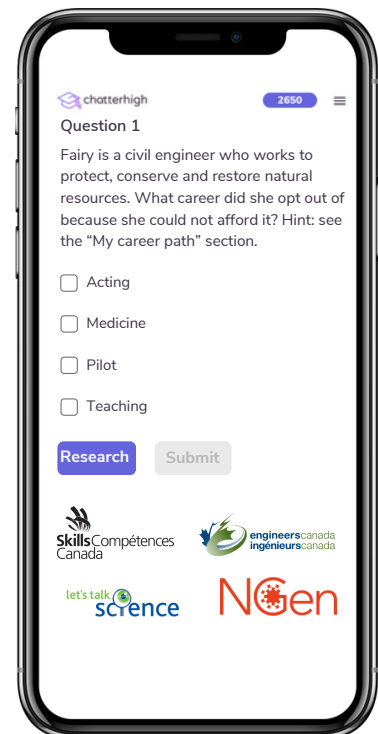 chatterhigh
2650
Question 1
Fairy is a civil engineer who works to
protect, conserve and restore natural
resources. What career did she opt out of
because she could not afford it? Hint: see
the “My career path” section.
Acting
Medicine
Pilot
Teaching
Research
Submit
SkillsCompétences
Canada
engineerscanada
ingénieurscanada
let's talk
science
NGen